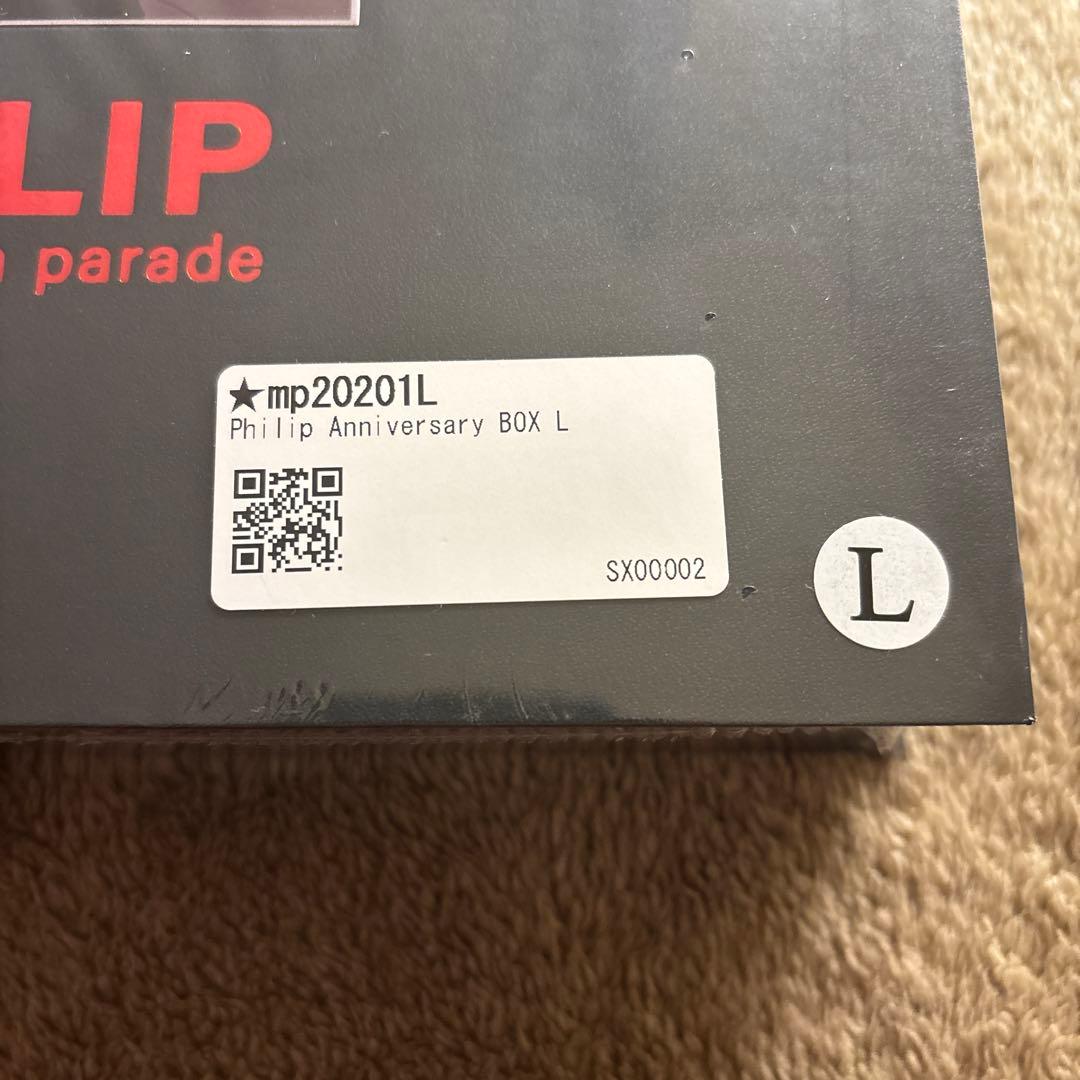 LIP
parade
★mp20201L
Philip Anniversary BOX L
SX00002
L